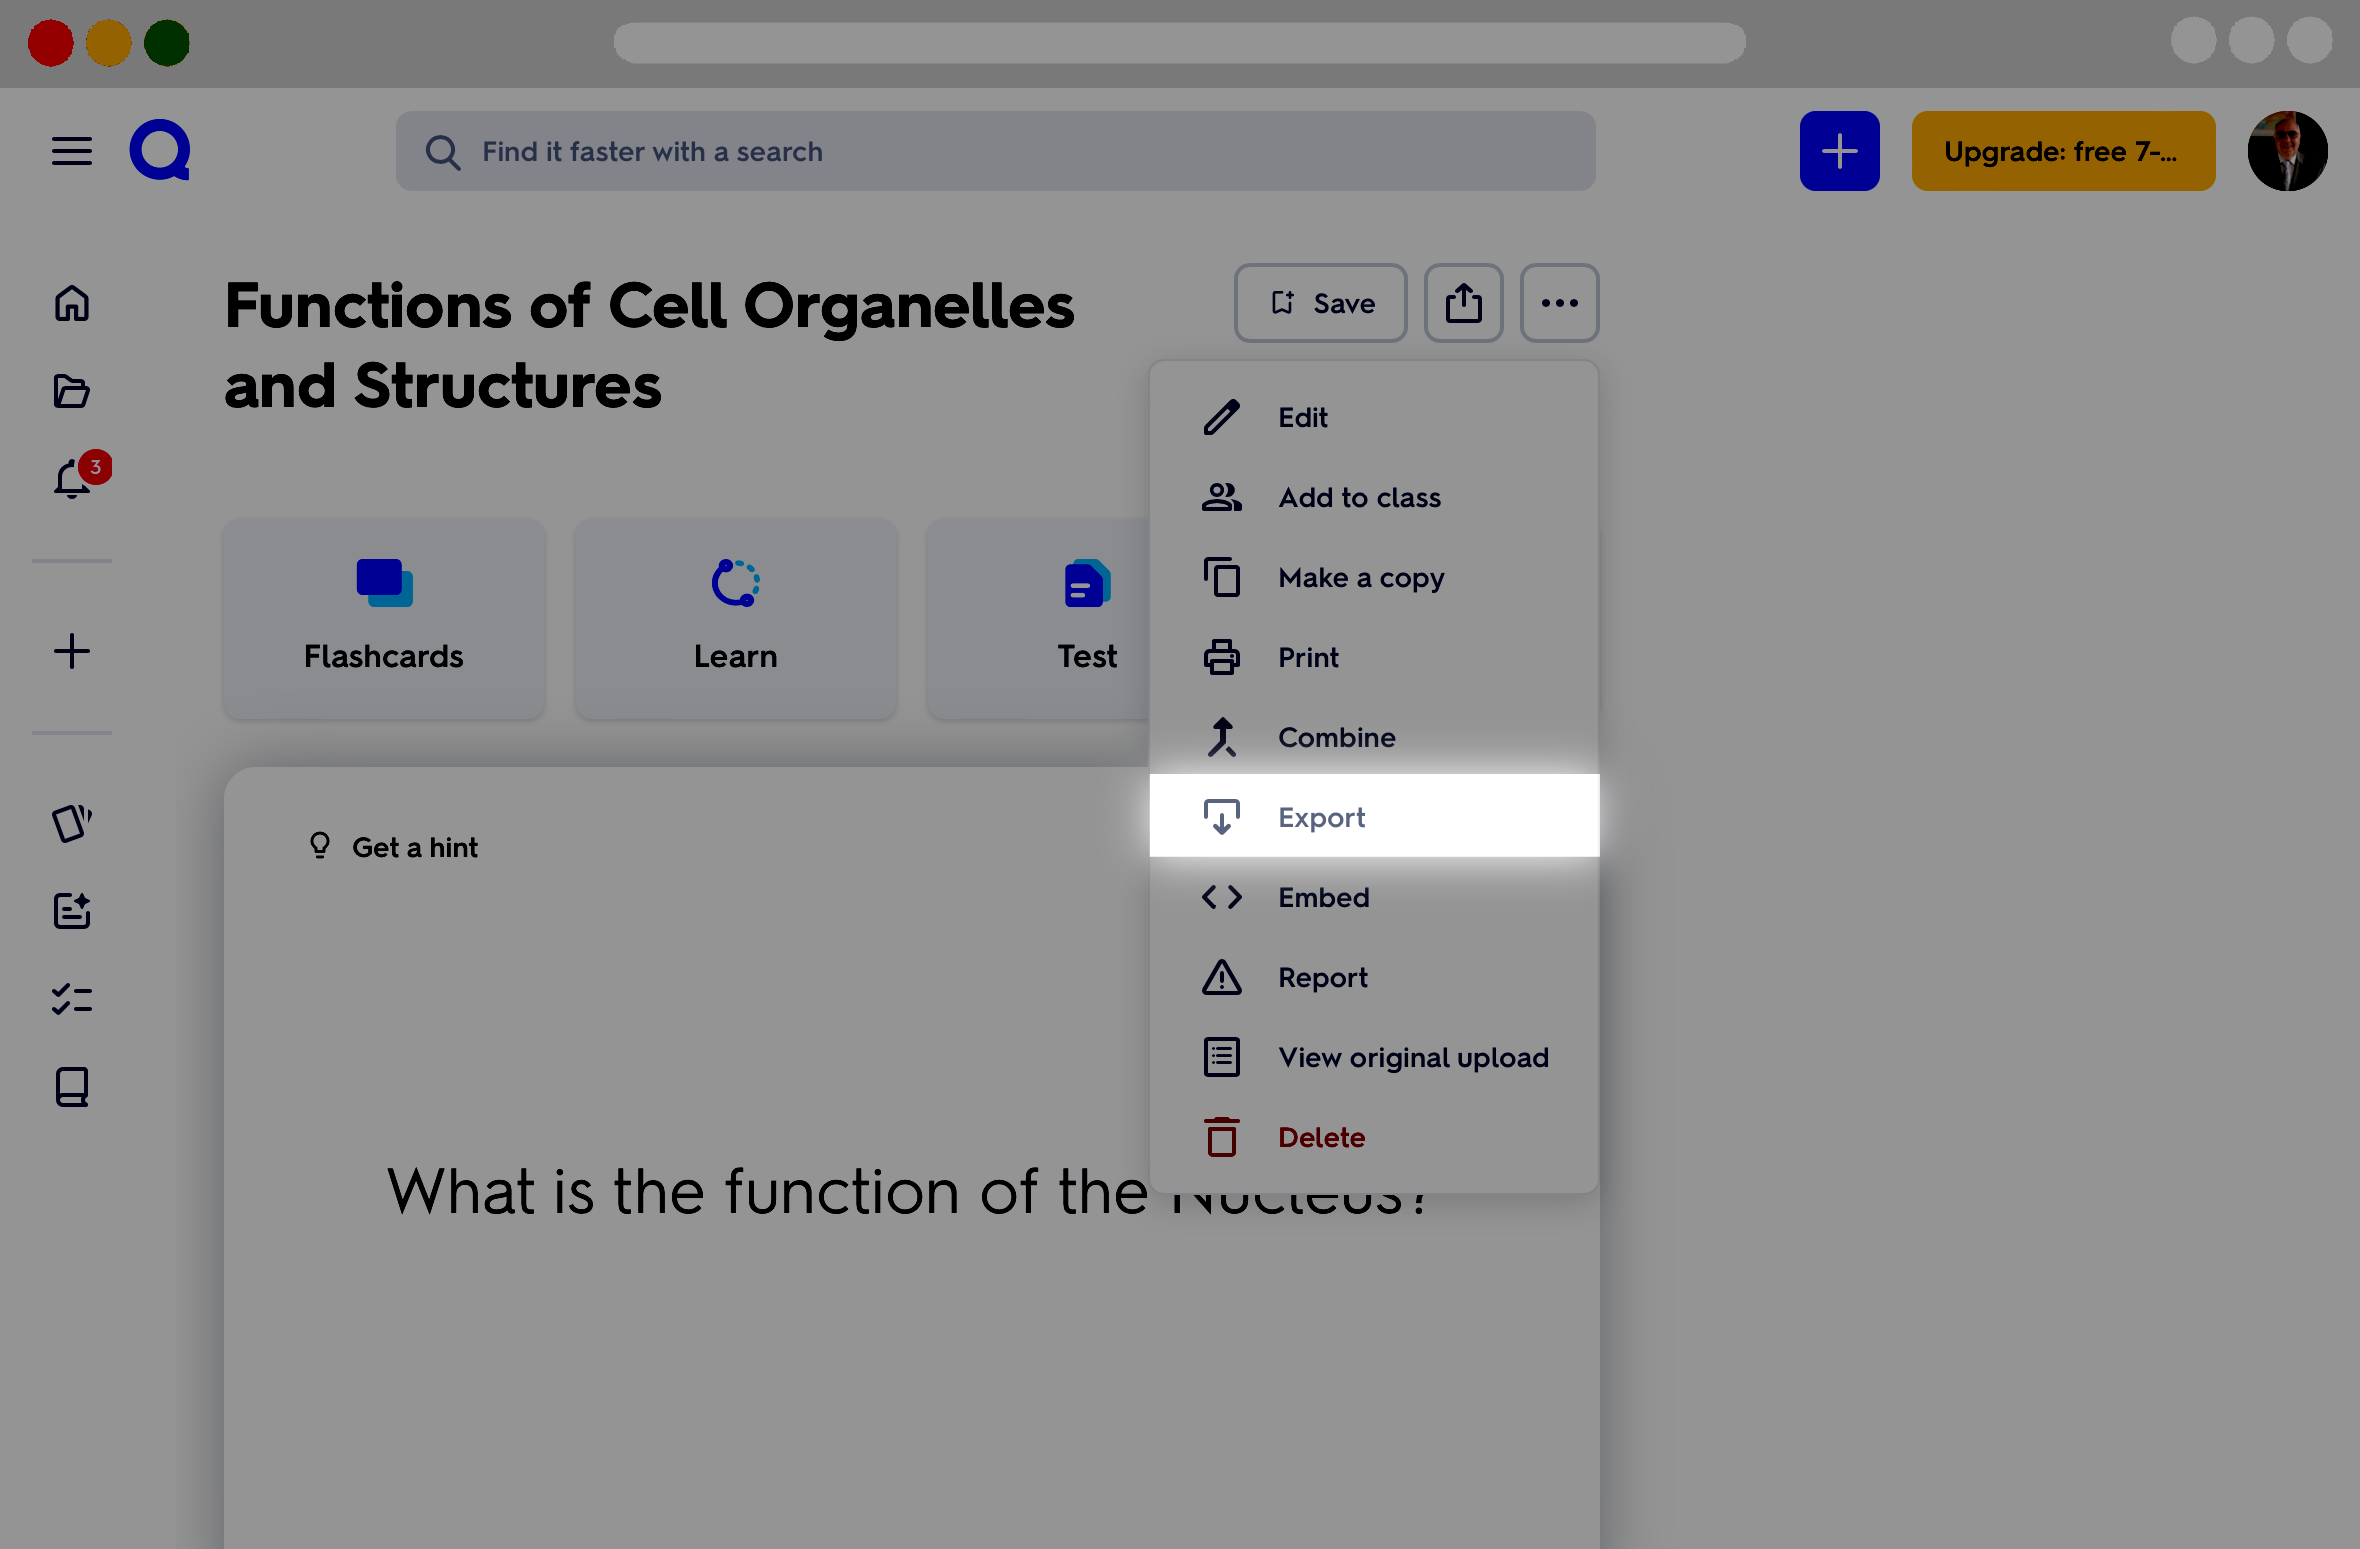 Find it faster with a search
Upgrade: free 7-...
Functions of Cell Organelles
and Structures
Save
3
Edit
Add to class
Make a copy
Print
Combine
Export
Embed
Report
View original upload
Delete
Flashcards
Learn
Test
Get a hint
What is the function of the Nucleus?